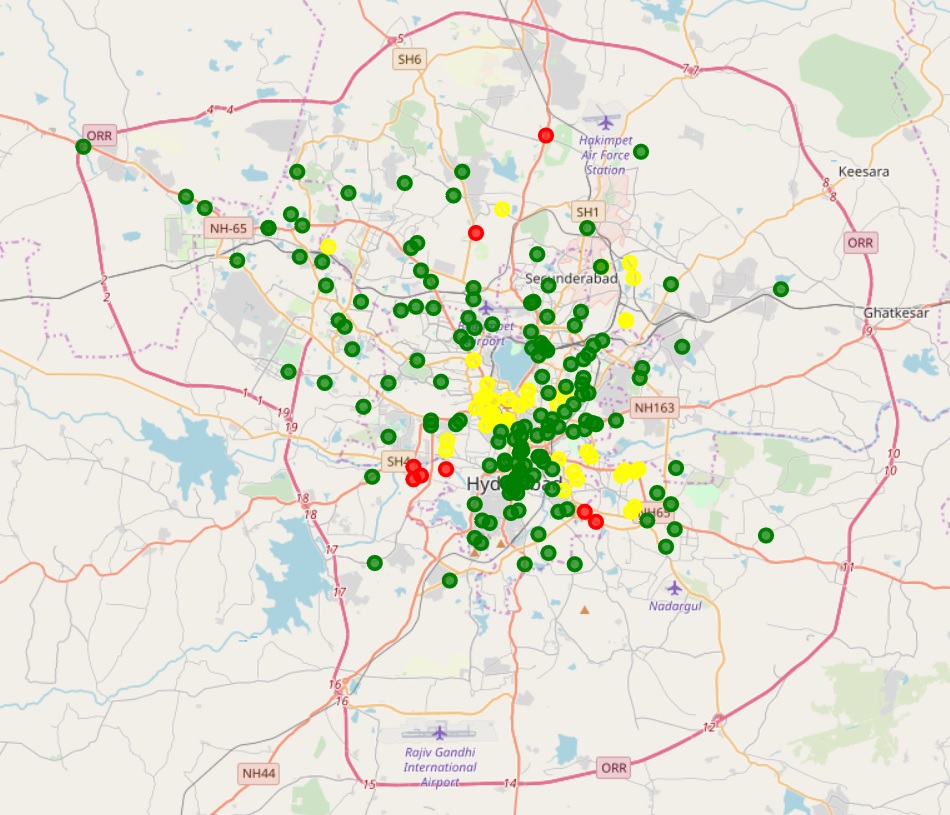 5
SH6
7 7
4 4
ORR
Hakimpet
Air Force
Station
Keesara
8
8
SH1
NH-65
ORR
Secunderabad
2
2
Ghatkesar
9
1
1
19
19
NH163
10
10
SH4
Hyderabad
18
18
NH65
17
11
17
Nadargul
16
16
12
Rajiv Gandhi
International
Airport
NH44
ORR
15
14